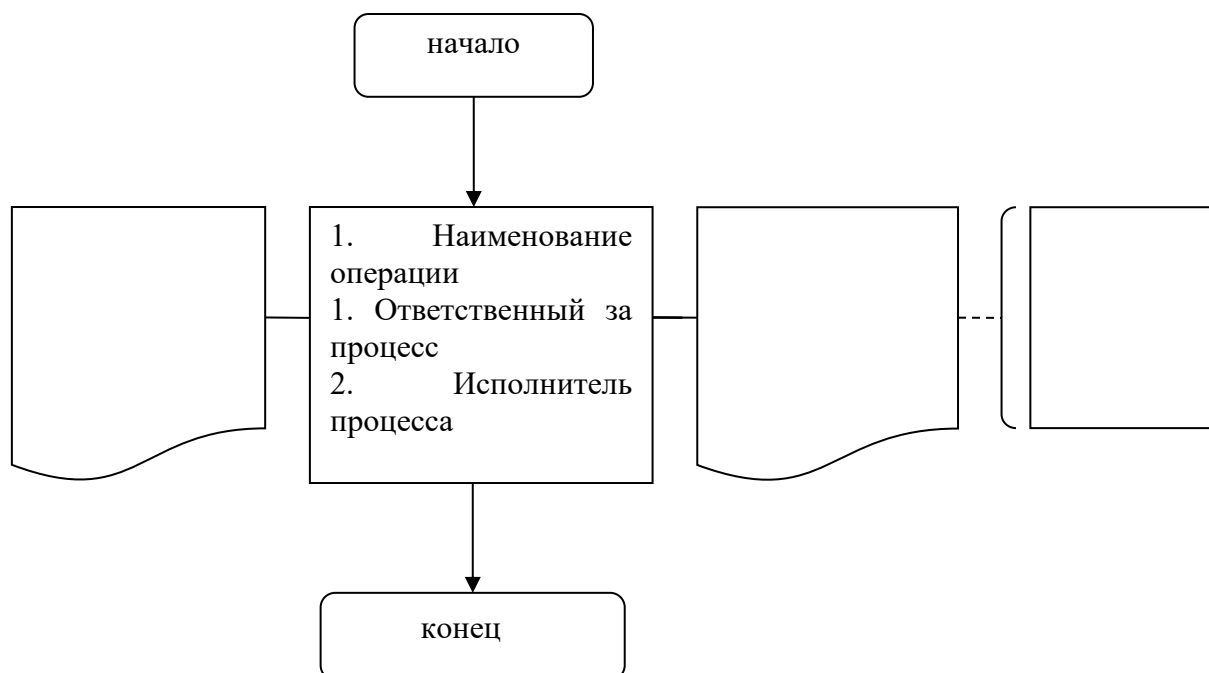 начало
1. Наименование
операции
1. Ответственный за
процесс
2. Исполнитель
процесса
конец